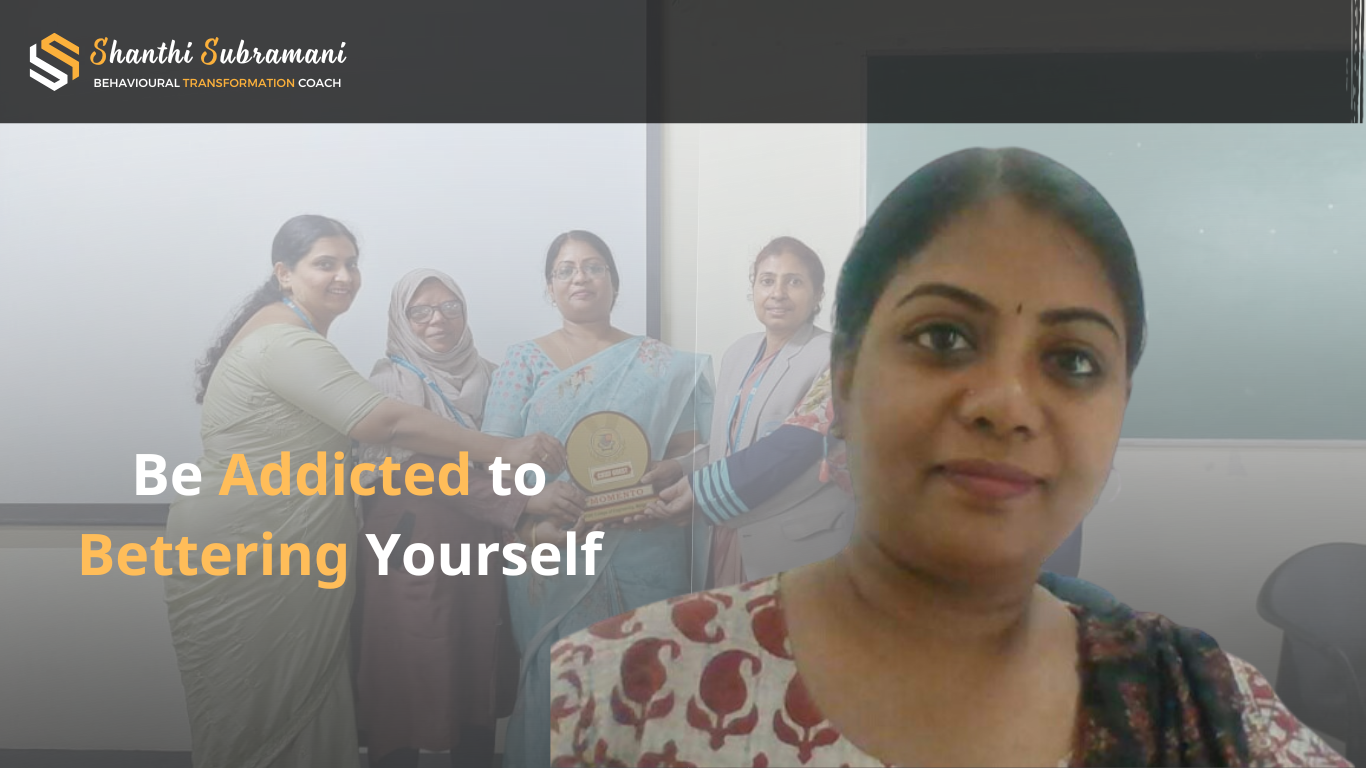 Shanthi Subramani
BEHAVIOURAL TRANSFORMATION COACH
MOMENTO
Be Addicted to
Bettering Yourself